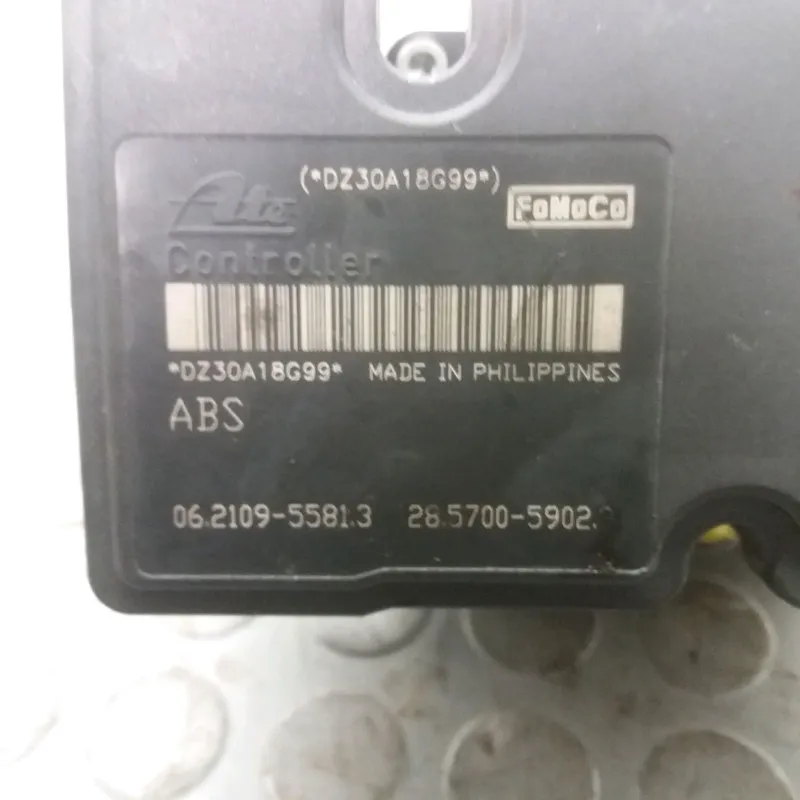 (*DZ30A18G99*)
Ate
FoMoCo
Controller
*DZ30A18G99* MADE IN PHILIPPINES
ABS
06.2109-5581.3 28.5700-5902.